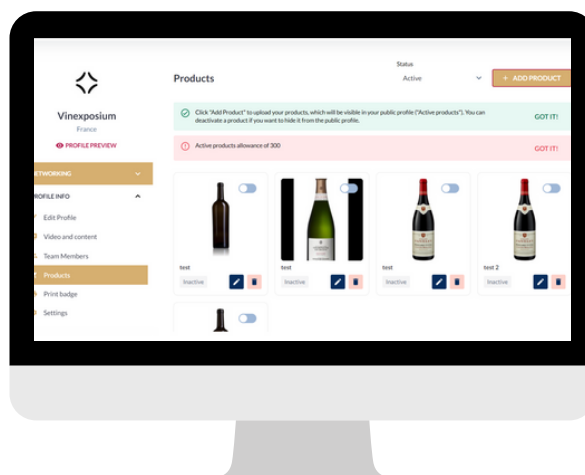 Status
Products
Active
+ ADD PRODUCT
Vinexposium
France
PROFILE PREVIEW
Click "Add Product" to upload your products, which will be visible in your public profile ("Active products"). You can
deactivate a product if you want to hide it from the public profile.
GOT IT!
Active products allowance of 300
GOT IT!
NETWORKING
PROFILE INFO
Edit Profile
Video and content
Team Members
Products
Print badge
Settings
test
Inactive
test
Inactive
test
Inactive
test 2
Inactive